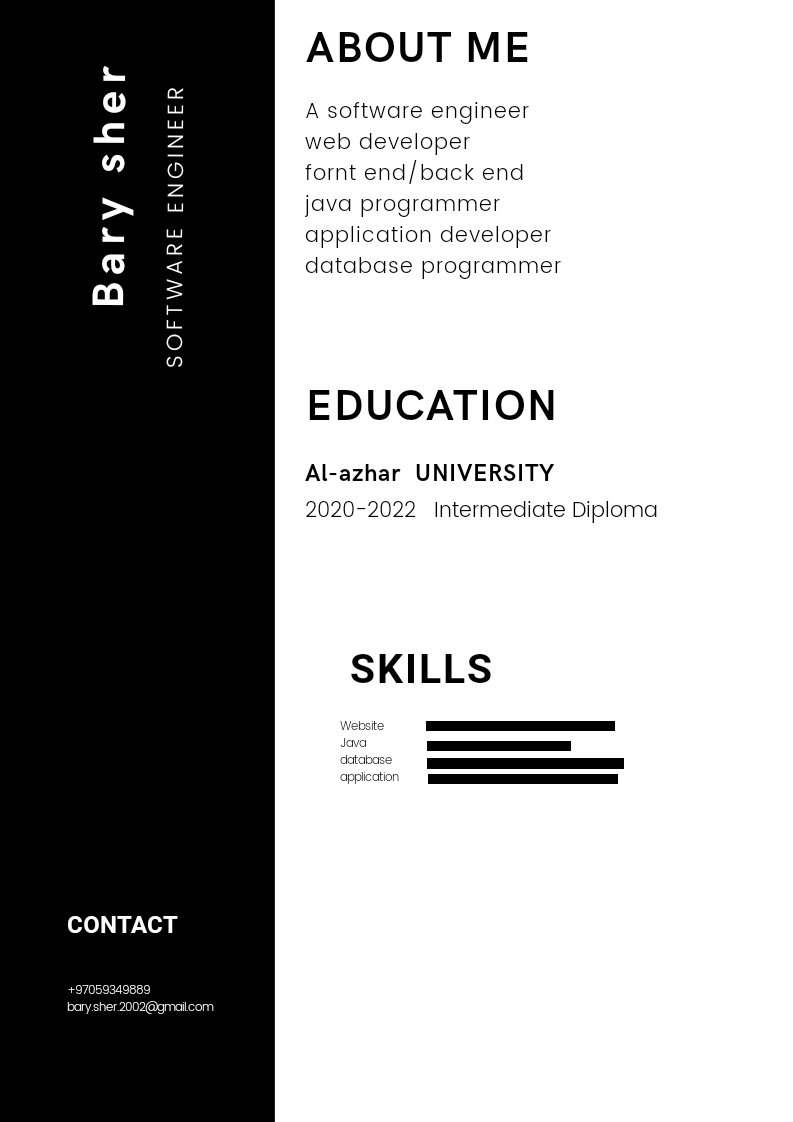 Bary sher
SOFTWARE ENGINEER
CONTACT
+97059349889
bary.sher.2002@gmail.com
ABOUT ME
A software engineer
web developer
fornt end/back end
java programmer
application developer
database programmer
EDUCATION
Al-azhar UNIVERSITY
2020-2022 Intermediate Diploma
SKILLS
Website
Java
database
application